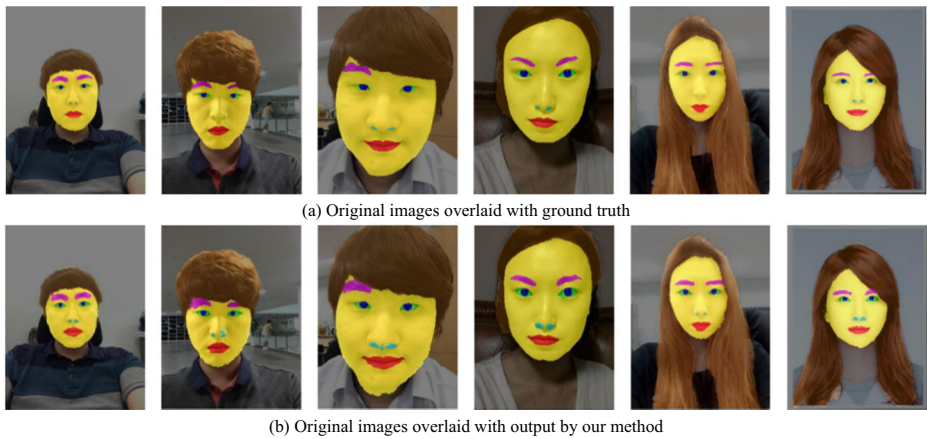 (a) Original images overlaid with ground truth
(b) Original images overlaid with output by our method